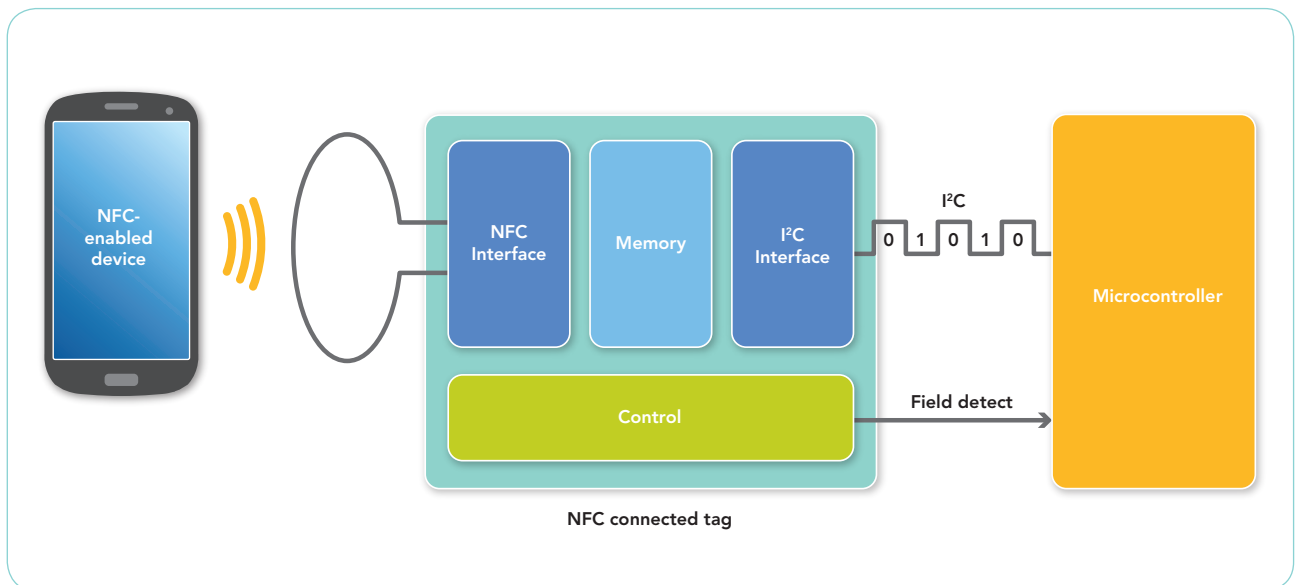 NFC-
enabled
device
NFC
Interface
Memory
I²C
Interface
I²C
0 1 0 1 0
Microcontroller
Control
Field detect
NFC connected tag